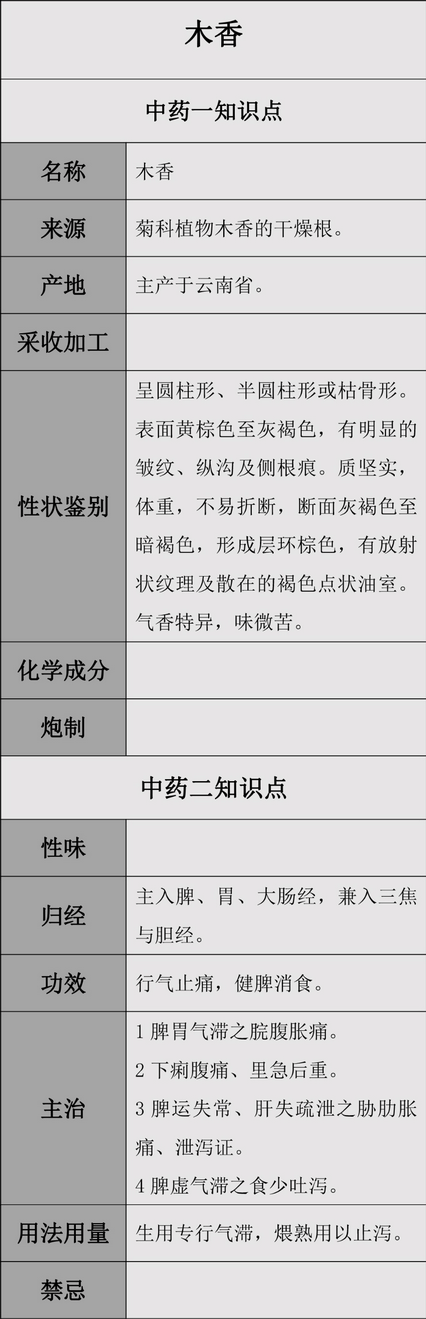 木香
中药一知识点
名称
木香
来源
菊科植物木香的干燥根。
产地
主产于云南省。
采收加工
性状鉴别
呈圆柱形、半圆柱形或枯骨形。
表面黄棕色至灰褐色，有明显的
皱纹、纵沟及侧根痕。质坚实，
体重，不易折断，断面灰褐色至
暗褐色，形成层环棕色，有放射
状纹理及散在的褐色点状油室。
气香特异，味微苦。
化学成分
炮制
中药二知识点
性味
归经
主入脾、胃、大肠经，兼入三焦
与胆经。
功效
行气止痛，健脾消食。
主治
1 脾胃气滞之脘腹胀痛。
2 下痢腹痛、里急后重。
3 脾运失常、肝失疏泄之胁肋胀
痛、泄泻证。
4 脾虚气滞之食少吐泻。
用法用量
生用专行气滞，煨熟用以止泻。
禁忌